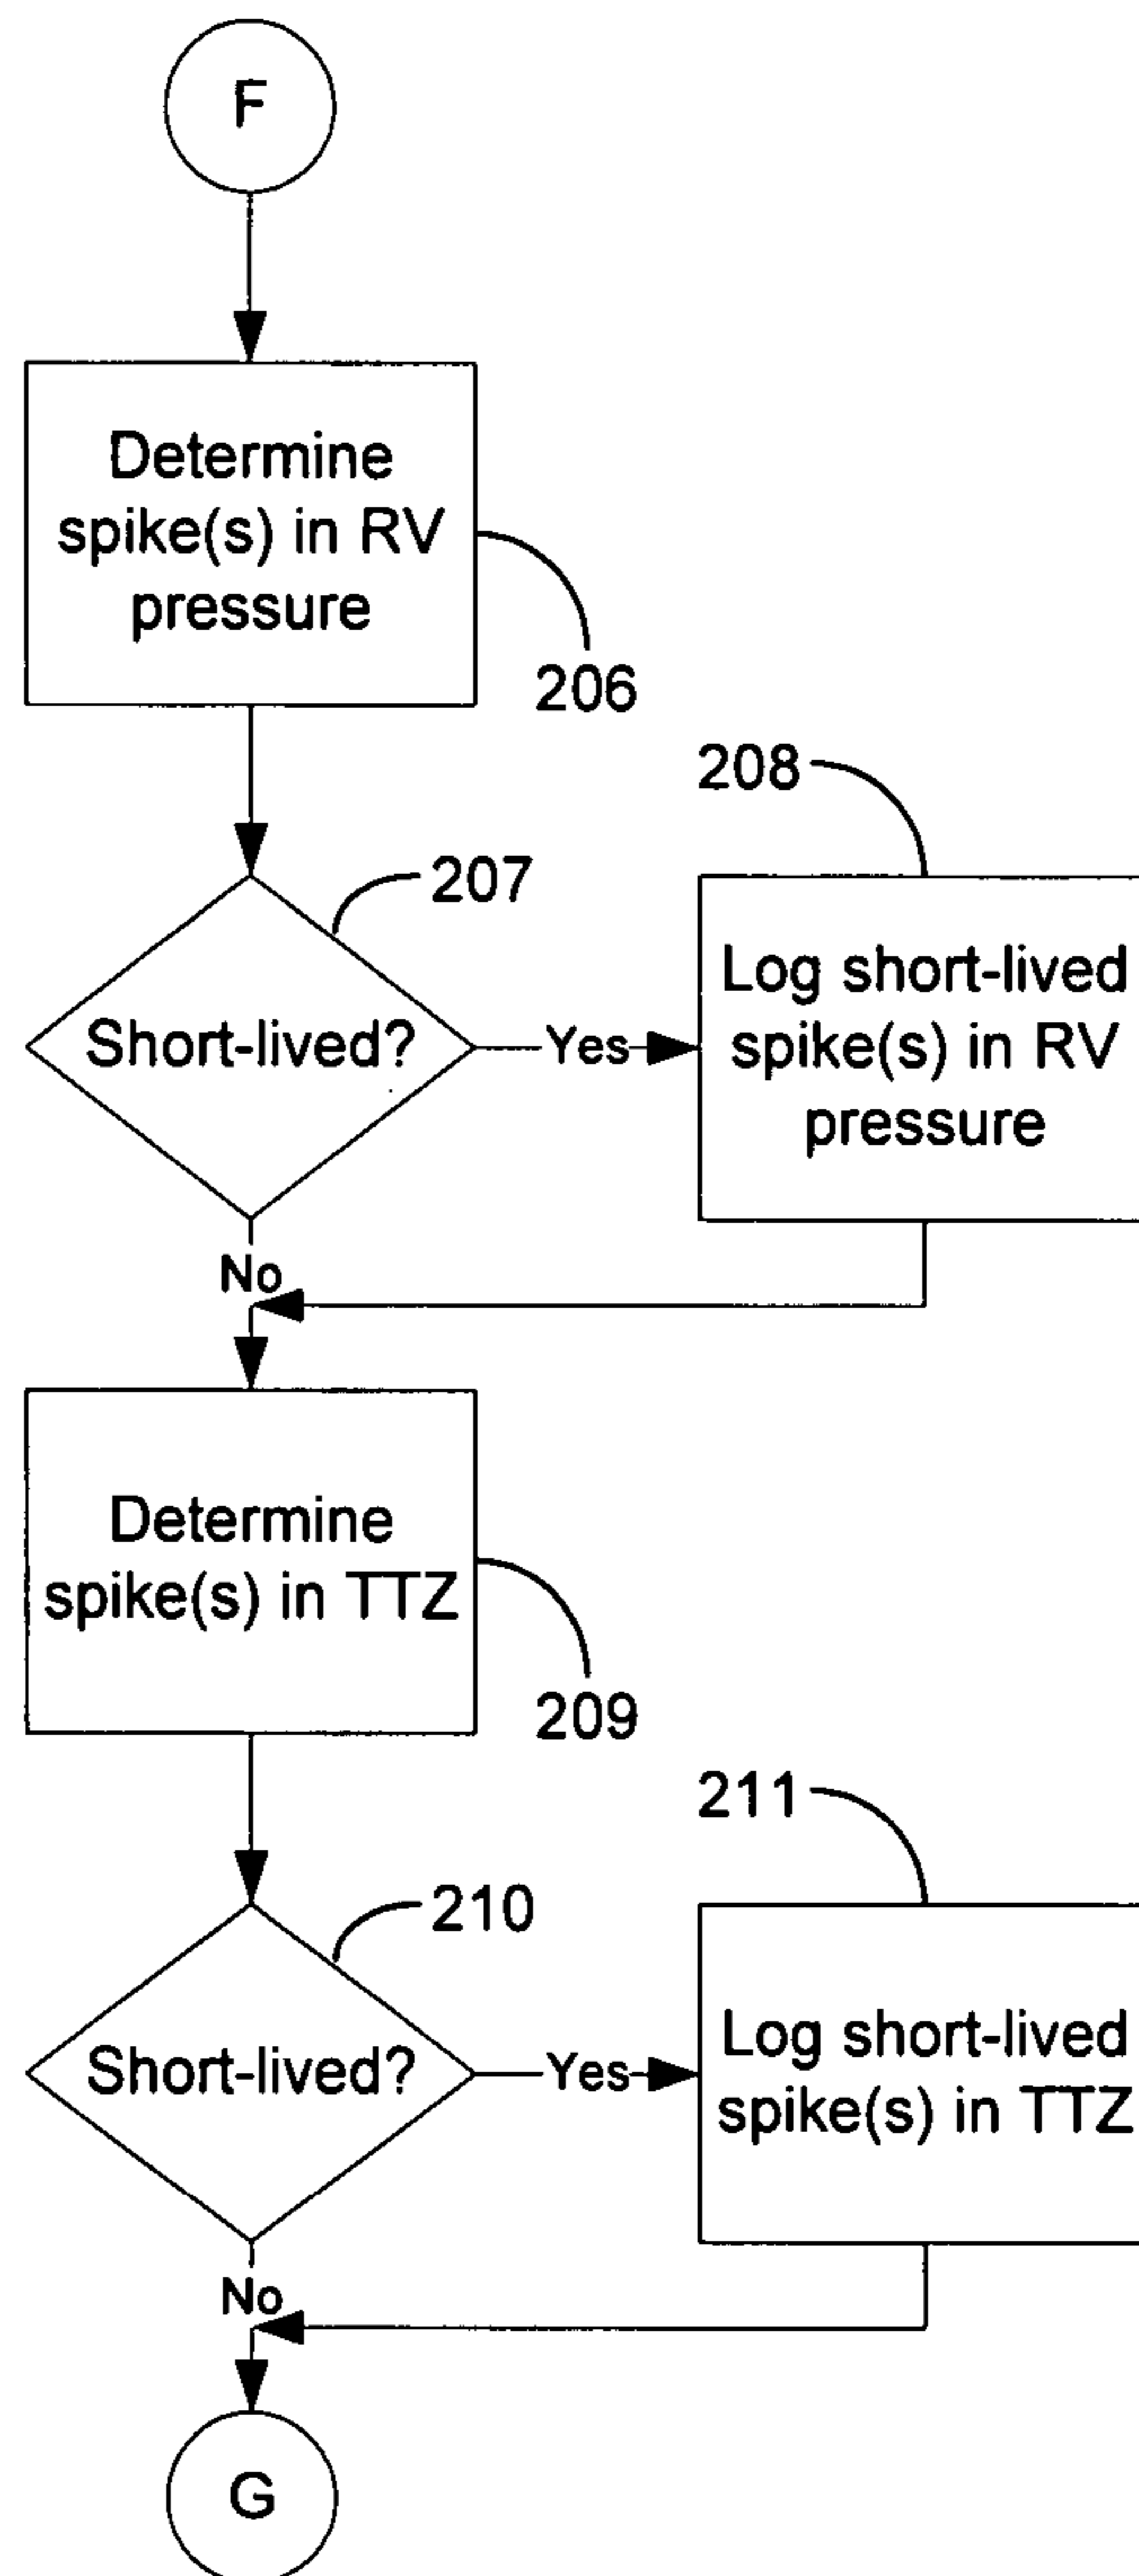 F
Determine
spike(s) in RV
pressure
206
208
207
Short-lived?
Yes
Log short-lived
spike(s) in RV
pressure
No
Determine
spike(s) in TTZ
209
211
210
Short-lived?
Yes
Log short-lived
spike(s) in TTZ
No
G